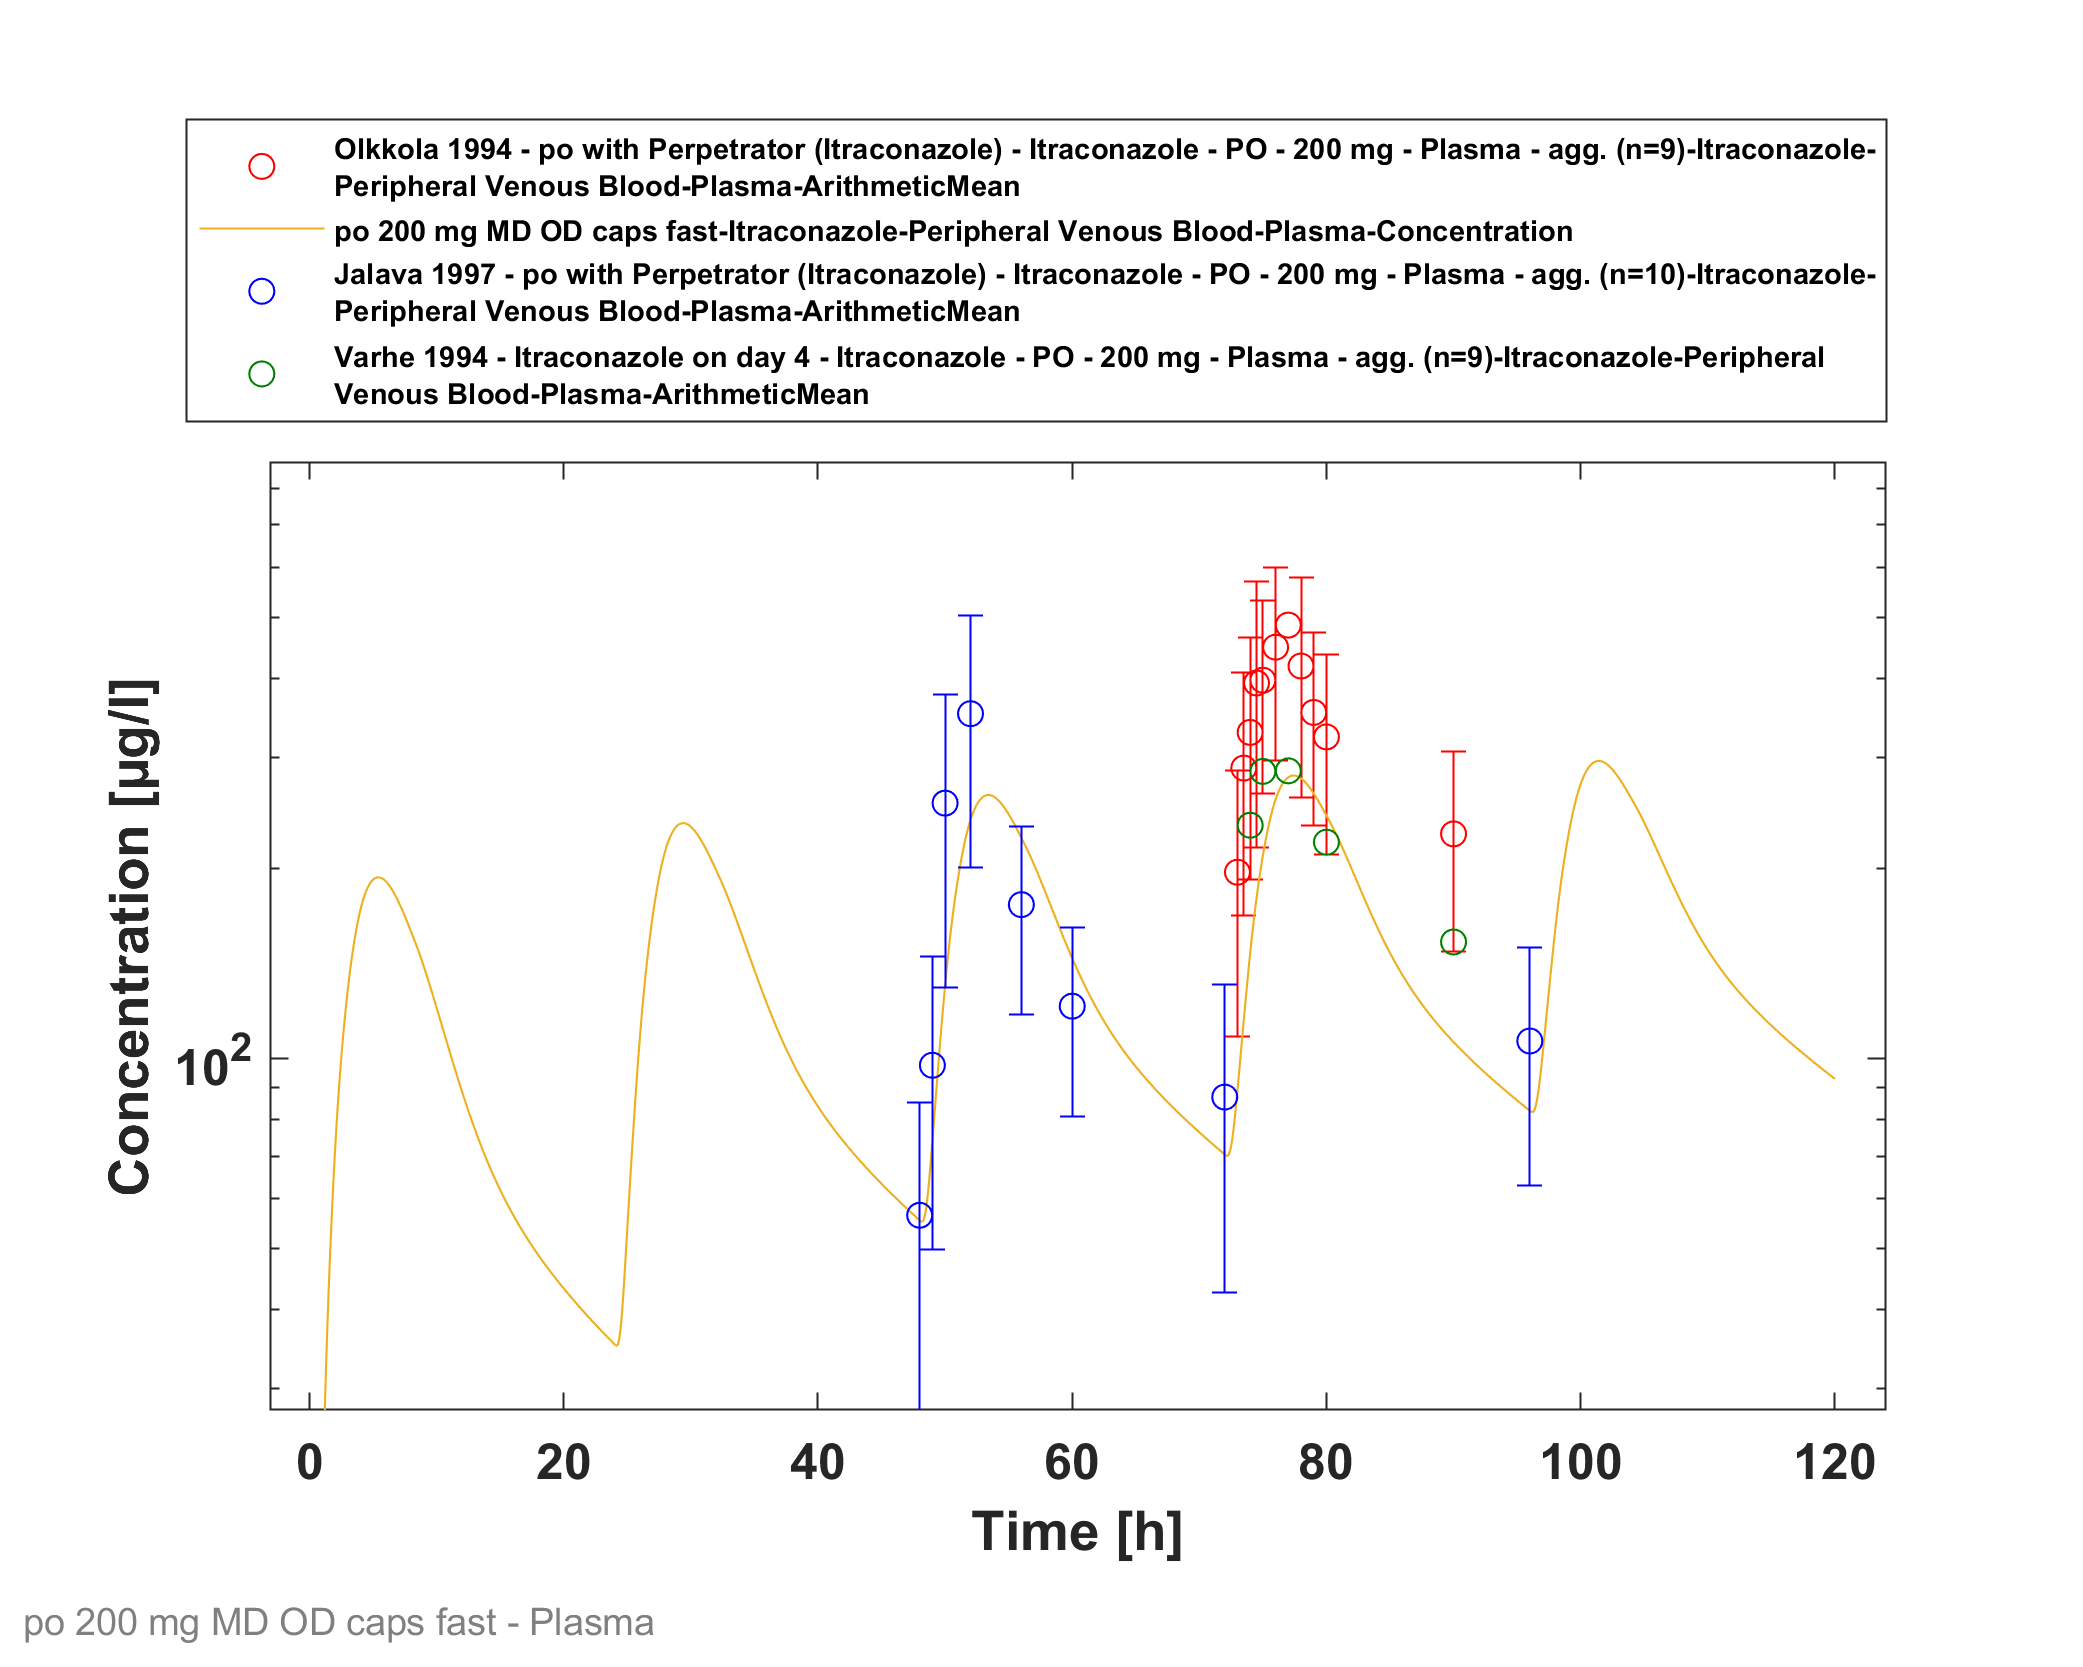 Olkkola 1994 - po with Perpetrator (Itraconazole) - Itraconazole - PO - 200 mg - Plasma - agg. (n=9)-Itraconazole-
Peripheral Venous Blood-Plasma-ArithmeticMean
po 200 mg MD OD caps fast-Itraconazole-Peripheral Venous Blood-Plasma-Concentration
Jalava 1997 - po with Perpetrator (Itraconazole) - Itraconazole - PO - 200 mg - Plasma - agg. (n=10)-Itraconazole-
Peripheral Venous Blood-Plasma-ArithmeticMean
Varhe 1994 - Itraconazole on day 4 - Itraconazole - PO - 200 mg - Plasma - agg. (n=9)-Itraconazole-Peripheral
Venous Blood-Plasma-ArithmeticMean
Concentration [µg/l]
10²
0 20 40 60 80 100 120
Time [h]
po 200 mg MD OD caps fast - Plasma